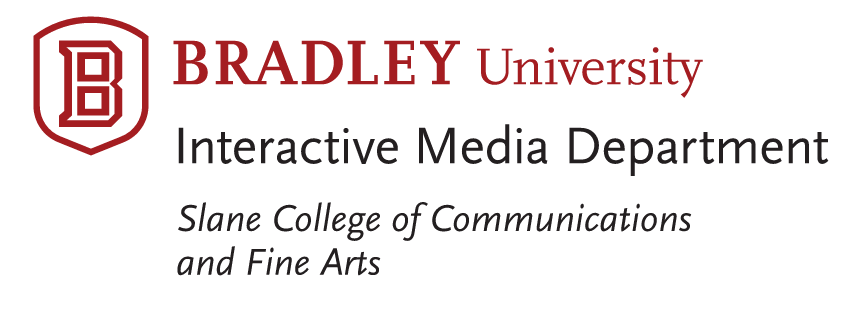 B
BRADLEY University
Interactive Media Department
Slane College of Communications
and Fine Arts